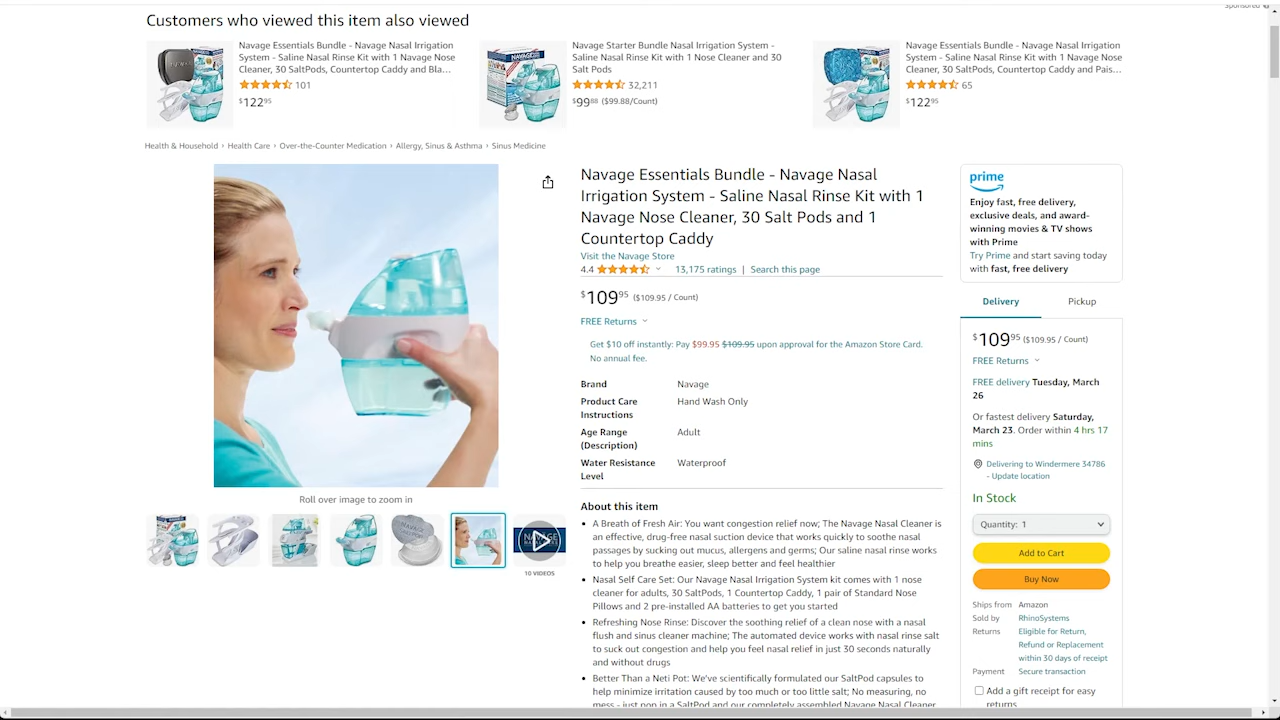 Sponsored
Customers who viewed this item also viewed
Navage Essentials Bundle - Navage Nasal Irrigation
System - Saline Nasal Rinse Kit with 1 Navage Nose
Cleaner, 30 SaltPods, Countertop Caddy and Bla...
101
$122.95
Navage Starter Bundle Nasal Irrigation System -
Saline Nasal Rinse Kit with 1 Nose Cleaner and 30
Salt Pods
32,211
$99.88 ($99.88/Count)
Navage Essentials Bundle - Navage Nasal Irrigation
System - Saline Nasal Rinse Kit with 1 Navage Nose
Cleaner, 30 SaltPods, Countertop Caddy and Pais...
65
$122.95
Health & Household › Health Care › Over-the-Counter Medication › Allergy, Sinus & Asthma › Sinus Medicine
Roll over image to zoom in
10 VIDEOS
Navage Essentials Bundle - Navage Nasal
Irrigation System - Saline Nasal Rinse Kit with 1
Navage Nose Cleaner, 30 Salt Pods and 1
Countertop Caddy
Visit the Navage Store
4.4 13,175 ratings | Search this page
$109.95 ($109.95 / Count)
FREE Returns
Get $10 off instantly: Pay $99.95 $109.95 upon approval for the Amazon Store Card.
No annual fee.
Brand Navage
Product Care Hand Wash Only
Instructions
Age Range Adult
(Description)
Water Resistance Waterproof
Level
About this item
• A Breath of Fresh Air: You want congestion relief now; The Navage Nasal Cleaner is
an effective, drug-free nasal suction device that works quickly to soothe nasal
passages by sucking out mucus, allergens and germs; Our saline nasal rinse works
to help you breathe easier, sleep better and feel healthier
• Nasal Self Care Set: Our Navage Nasal Irrigation System kit comes with 1 nose
cleaner for adults, 30 SaltPods, 1 Countertop Caddy, 1 pair of Standard Nose
Pillows and 2 pre-installed AA batteries to get you started
• Refreshing Nose Rinse: Discover the soothing relief of a clean nose with a nasal
flush and sinus cleaner machine; The automated device works with nasal rinse salt
to suck out congestion and help you feel nasal relief in just 30 seconds naturally
and without drugs
• Better Than a Neti Pot: We've scientifically formulated our SaltPod capsules to
help minimize irritation caused by too much or too little salt; No measuring, no
mess - just pop in a SaltPod and our completely assembled Navage Nasal Cleaner
prime
Enjoy fast, free delivery,
exclusive deals, and award-
winning movies & TV shows
with Prime
Try Prime and start saving today
with fast, free delivery
Delivery Pickup
$109.95 ($109.95 / Count)
FREE Returns
FREE delivery Tuesday, March
26
Or fastest delivery Saturday,
March 23. Order within 4 hrs 17
mins
Delivering to Windermere 34786
- Update location
In Stock
Quantity: 1
Add to Cart
Buy Now
Ships from Amazon
Sold by RhinoSystems
Returns Eligible for Return,
Refund or Replacement
within 30 days of receipt
Payment Secure transaction
Add a gift receipt for easy
returns